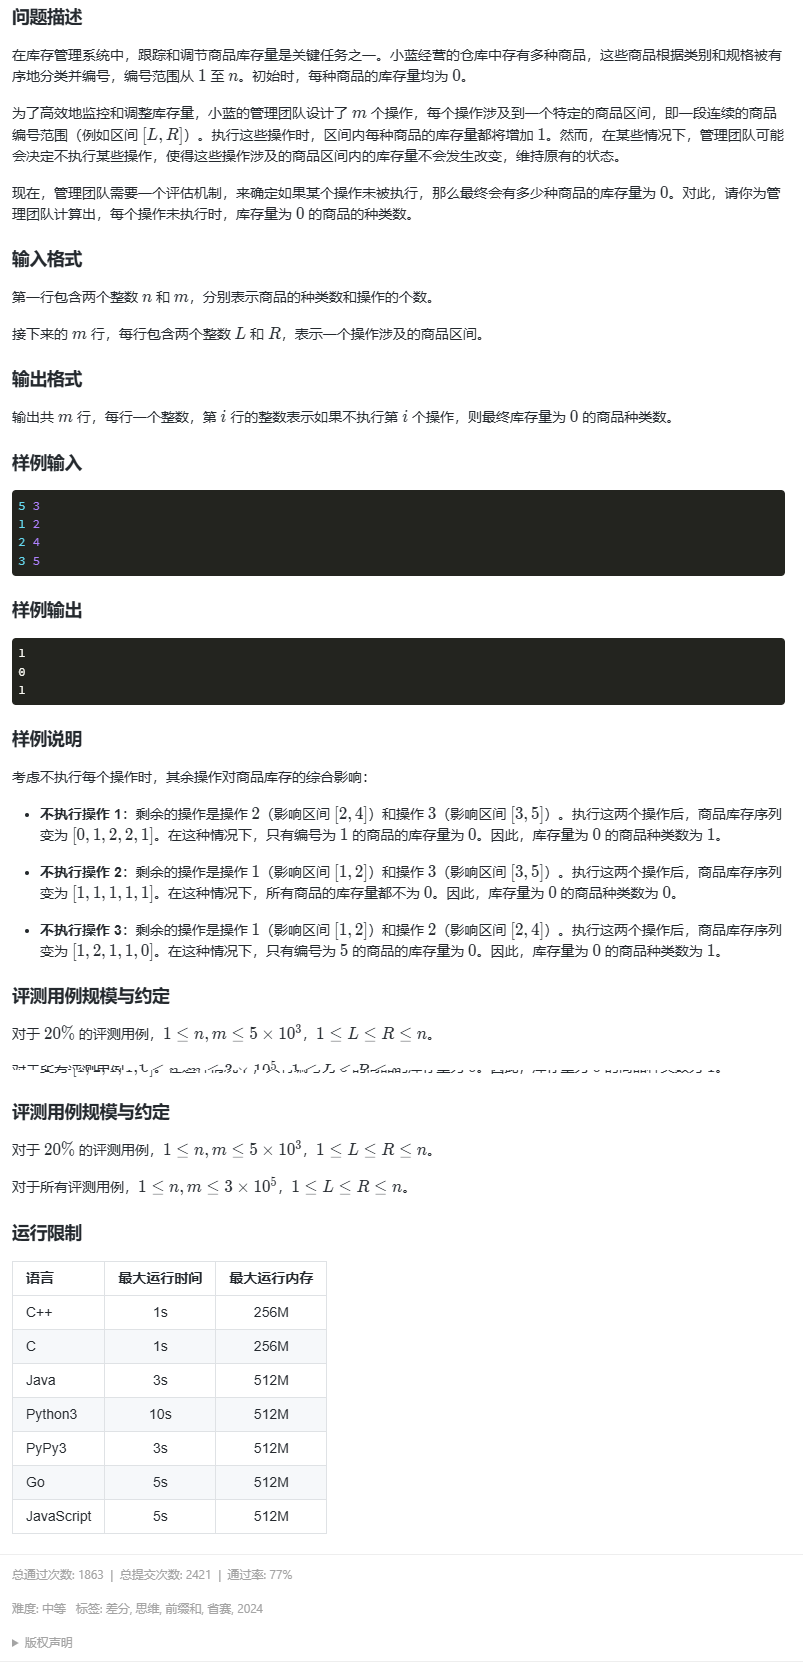 问题描述
在库存管理系统中，跟踪和调节商品库存量是关键任务之一。小蓝经营的仓库中存有多种商品，这些商品根据类别和规格被有
序地分类并编号，编号范围从 1 至 n。初始时，每种商品的库存量均为 0。
为了高效地监控和调整库存量，小蓝的管理团队设计了 m 个操作，每个操作涉及到一个特定的商品区间，即一段连续的商品
编号范围（例如区间 [L, R]）。执行这些操作时，区间内每种商品的库存量都将增加 1。然而，在某些情况下，管理团队可能
会决定不执行某些操作，使得这些操作涉及的商品区间内的库存量不会发生改变，维持原有的状态。
现在，管理团队需要一个评估机制，来确定如果某个操作未被执行，那么最终会有多少种商品的库存量为 0。对此，请你为管
理团队计算出，每个操作未执行时，库存量为 0 的商品的种类数。
输入格式
第一行包含两个整数 n 和 m，分别表示商品的种类数和操作的个数。
接下来的 m 行，每行包含两个整数 L 和 R，表示一个操作涉及的商品区间。
输出格式
输出共 m 行，每行一个整数，第 i 行的整数表示如果不执行第 i 个操作，则最终库存量为 0 的商品种类数。
样例输入
5 3
1 2
2 4
3 5
样例输出
1
0
1
样例说明
考虑不执行每个操作时，其余操作对商品库存的综合影响：
• 不执行操作 1：剩余的操作是操作 2（影响区间 [2, 4]）和操作 3（影响区间 [3, 5]）。执行这两个操作后，商品库存序列
变为 [0, 1, 2, 2, 1]。在这种情况下，只有编号为 1 的商品的库存量为 0。因此，库存量为 0 的商品种类数为 1。
• 不执行操作 2：剩余的操作是操作 1（影响区间 [1, 2]）和操作 3（影响区间 [3, 5]）。执行这两个操作后，商品库存序列
变为 [1, 1, 1, 1, 1]。在这种情况下，所有商品的库存量都不为 0。因此，库存量为 0 的商品种类数为 0。
• 不执行操作 3：剩余的操作是操作 1（影响区间 [1, 2]）和操作 2（影响区间 [2, 4]）。执行这两个操作后，商品库存序列
变为 [1, 2, 1, 1, 0]。在这种情况下，只有编号为 5 的商品的库存量为 0。因此，库存量为 0 的商品种类数为 1。
评测用例规模与约定
对于 20% 的评测用例，1 ≤ n, m ≤ 5 × 10³，1 ≤ L ≤ R ≤ n。
评测用例规模与约定
对于 20% 的评测用例，1 ≤ n, m ≤ 5 × 10³，1 ≤ L ≤ R ≤ n。
对于所有评测用例，1 ≤ n, m ≤ 3 × 10⁵，1 ≤ L ≤ R ≤ n。
运行限制
语言 最大运行时间 最大运行内存
C++ 1s 256M
C 1s 256M
Java 3s 512M
Python3 10s 512M
PyPy3 3s 512M
Go 5s 512M
JavaScript 5s 512M
总通过次数: 1863 | 总提交次数: 2421 | 通过率: 77%
难度: 中等 标签: 差分, 思维, 前缀和, 省赛, 2024
▶ 版权声明